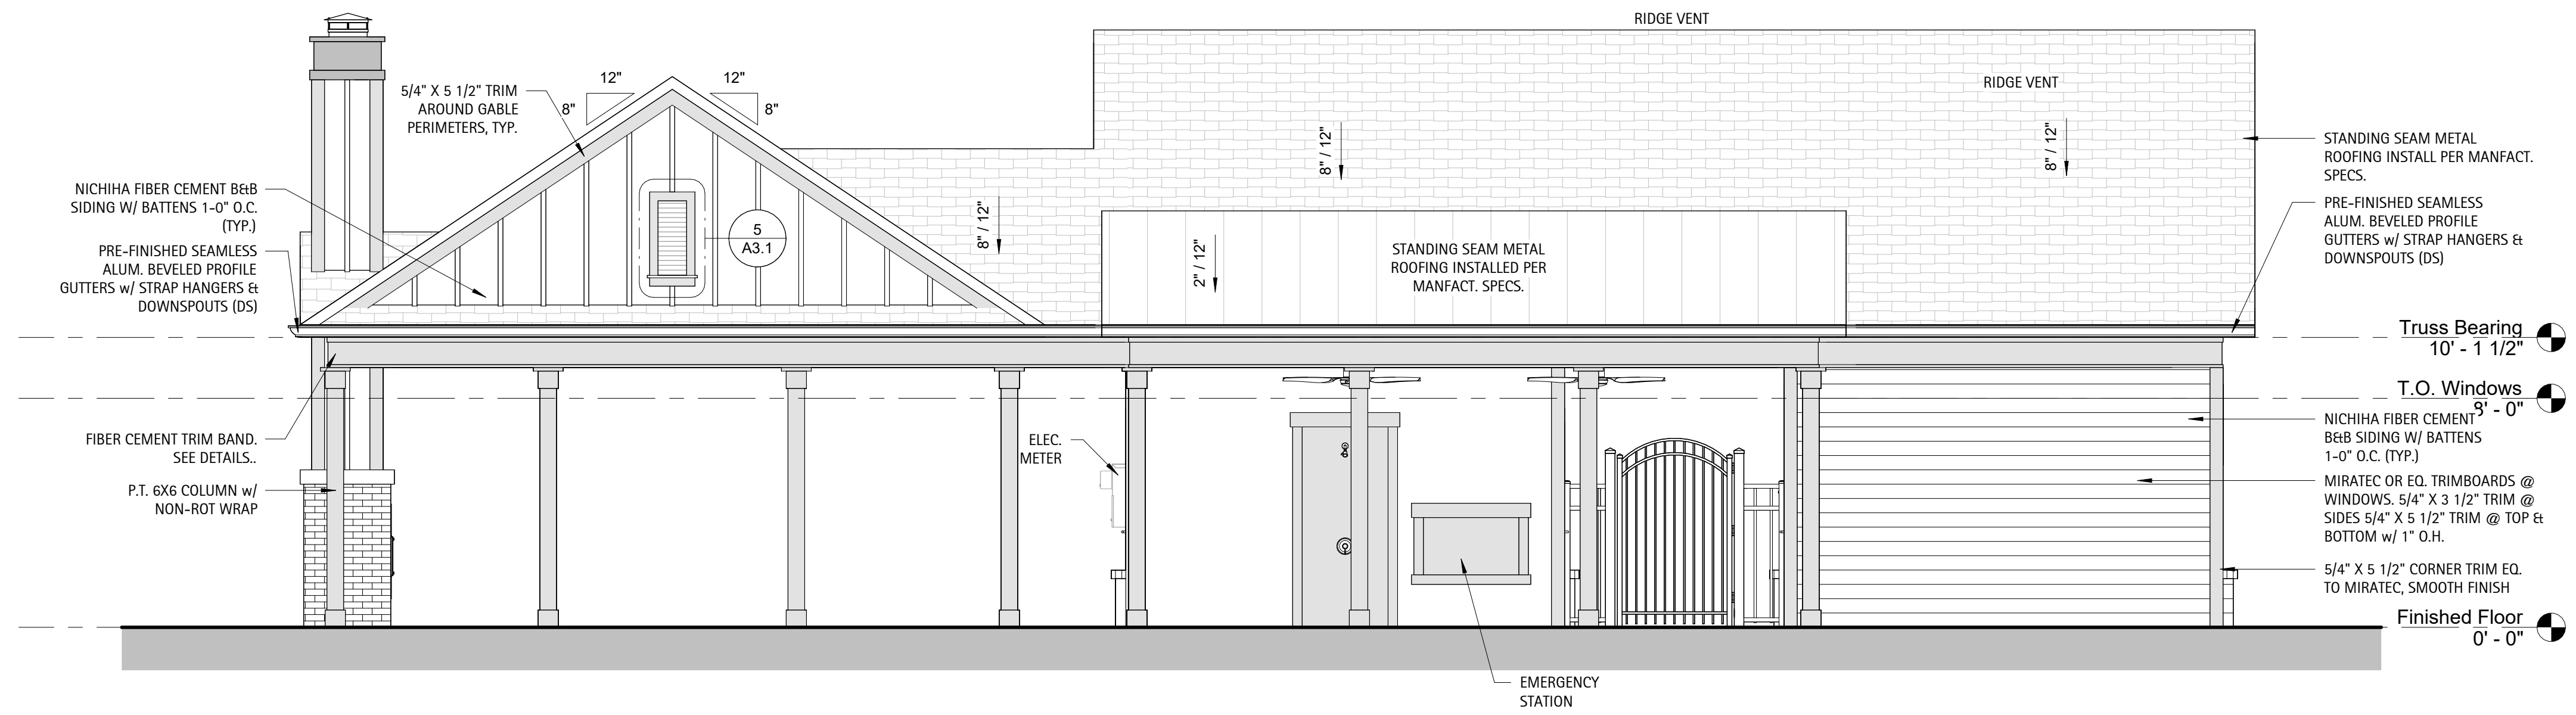 RIDGE VENT
RIDGE VENT
12"
12"
8"
8"
5/4" X 5 1/2" TRIM
AROUND GABLE
PERIMETERS, TYP.
NICHIHA FIBER CEMENT B&B
SIDING W/ BATTENS 1-0" O.C.
(TYP.)
PRE-FINISHED SEAMLESS
ALUM. BEVELED PROFILE
GUTTERS w/ STRAP HANGERS &
DOWNSPOUTS (DS)
5
A3.1
8" / 12"
8" / 12"
8" / 12"
2" / 12"
STANDING SEAM METAL
ROOFING INSTALLED PER
MANFACT. SPECS.
STANDING SEAM METAL
ROOFING INSTALL PER MANFACT.
SPECS.
PRE-FINISHED SEAMLESS
ALUM. BEVELED PROFILE
GUTTERS w/ STRAP HANGERS &
DOWNSPOUTS (DS)
Truss Bearing
10' - 1 1/2"
T.O. Windows
8' - 0"
FIBER CEMENT TRIM BAND.
SEE DETAILS..
P.T. 6X6 COLUMN w/
NON-ROT WRAP
ELEC.
METER
NICHIHA FIBER CEMENT
B&B SIDING W/ BATTENS
1-0" O.C. (TYP.)
MIRATEC OR EQ. TRIMBOARDS @
WINDOWS. 5/4" X 3 1/2" TRIM @
SIDES 5/4" X 5 1/2" TRIM @ TOP &
BOTTOM w/ 1" O.H.
5/4" X 5 1/2" CORNER TRIM EQ.
TO MIRATEC, SMOOTH FINISH
Finished Floor
0' - 0"
EMERGENCY
STATION